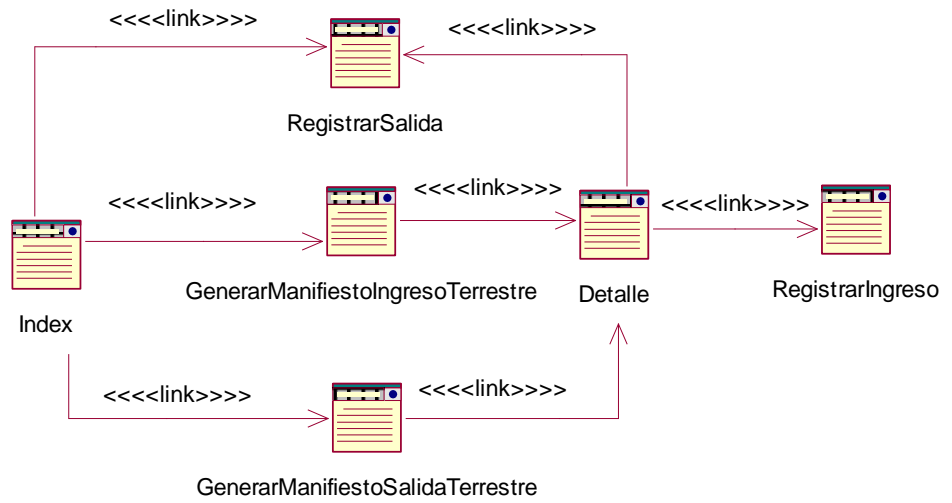 <<<<link>>>>
<<<<link>>>>
RegistrarSalida
<<<<link>>>>
<<<<link>>>>
<<<<link>>>>
GenerarManifiestoIngresoTerrestre
Detalle
RegistrarIngreso
Index
<<<<link>>>>
<<<<link>>>>
GenerarManifiestoSalidaTerrestre